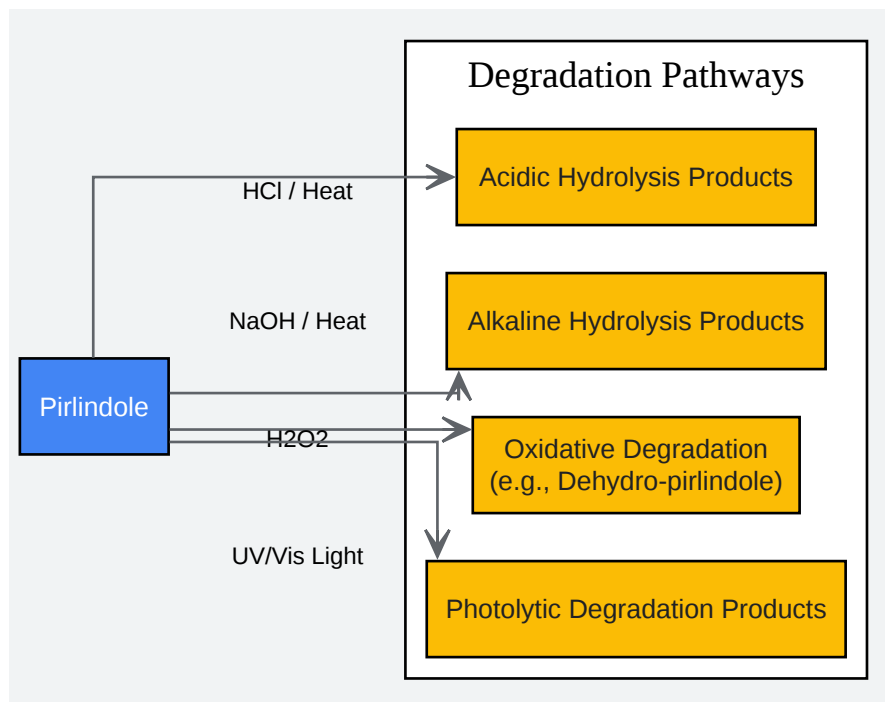 Degradation Pathways
HCl / Heat
Acidic Hydrolysis Products
NaOH / Heat
Alkaline Hydrolysis Products
Pirlindole
H2O2
Oxidative Degradation
(e.g., Dehydro-pirlindole)
UV/Vis Light
Photolytic Degradation Products